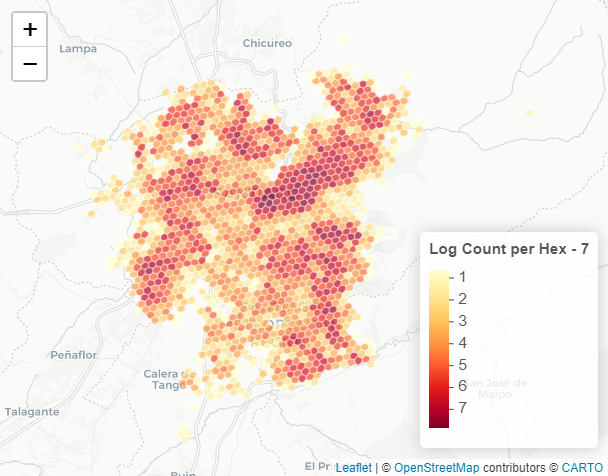 +
−
Lampa
Chicureo
Log Count per Hex - 7
1
2
3
4
5
6
7
Peñaflor
Calera de
Tango
San José de
Maipo
Talagante
Buin
El Pri
Leaflet | © OpenStreetMap contributors © CARTO